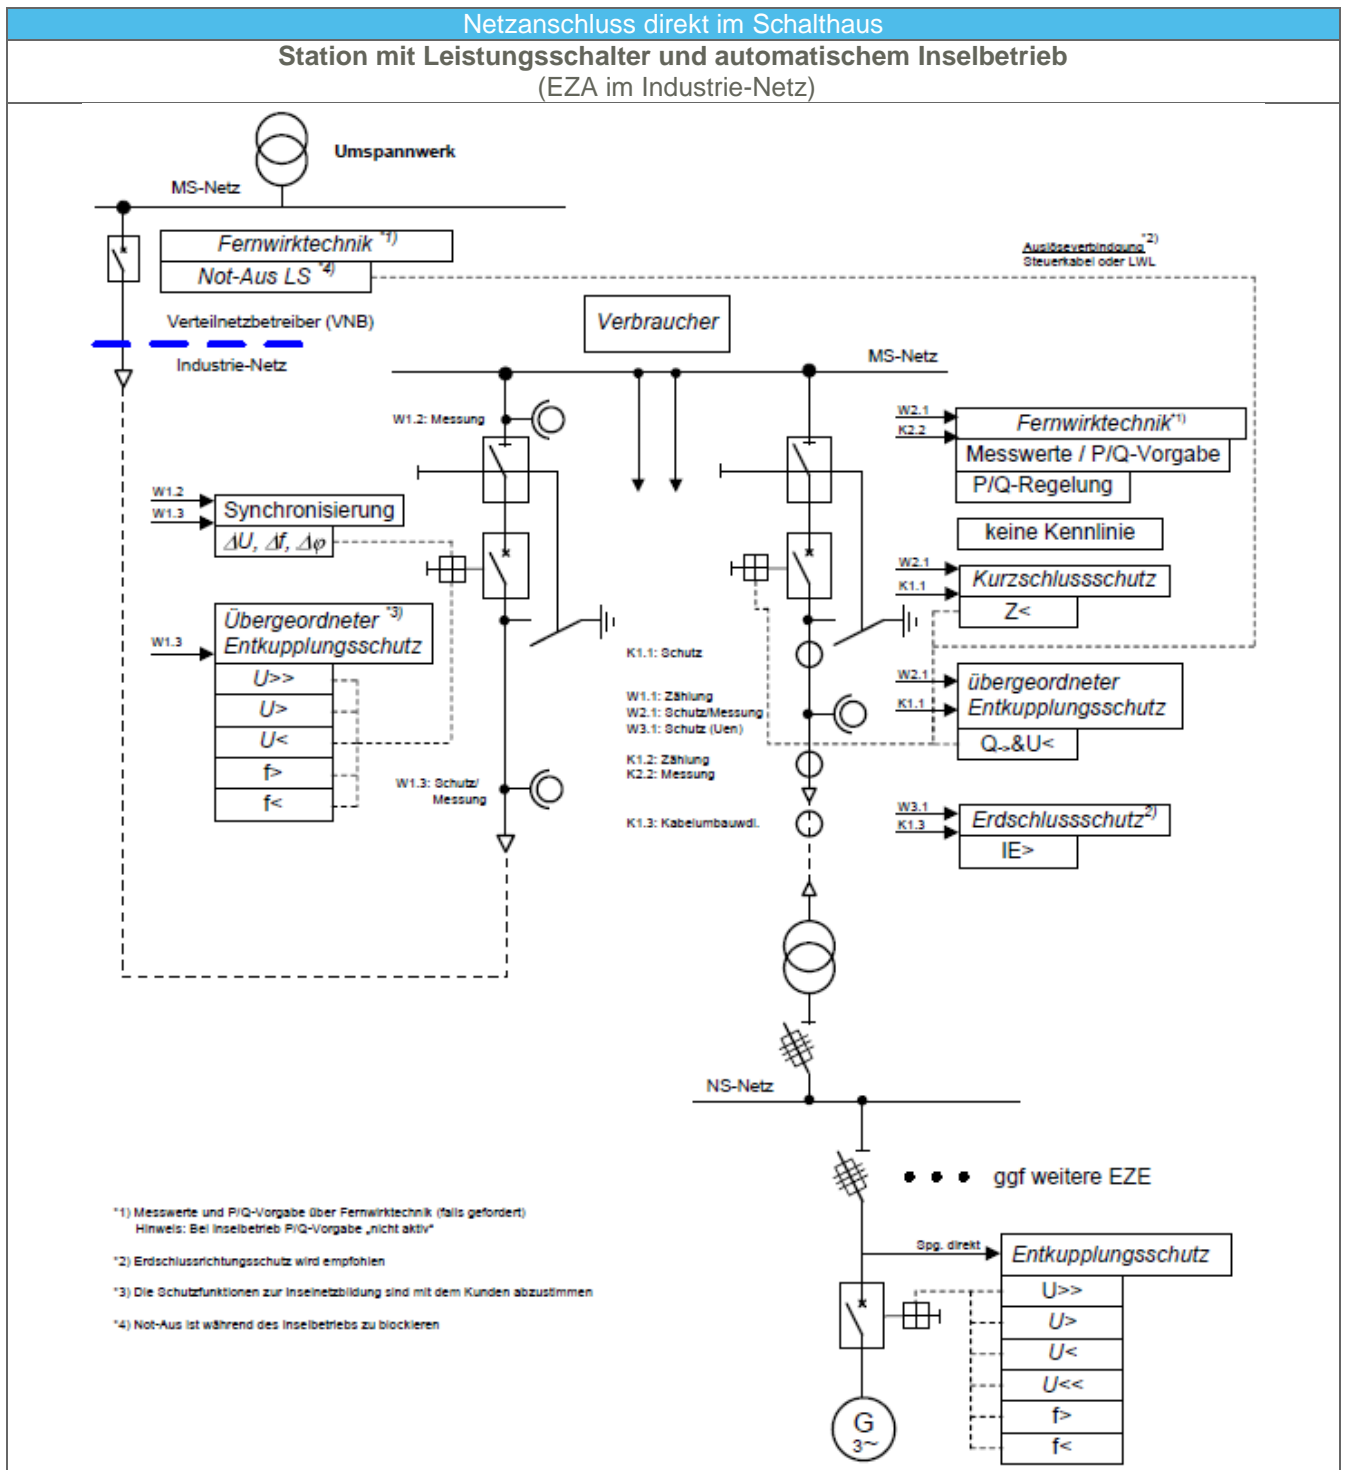 Netzanschluss direkt im Schalthaus
Station mit Leistungsschalter und automatischem Inselbetrieb
(EZA im Industrie-Netz)
Umspannwerk
MS-Netz
Fernwirktechnik *1)
Not-Aus LS *4)
Auslöseverbindung *2)
Steuerkabel oder LWL
Verteilnetzbetreiber (VNB)
Industrie-Netz
Verbraucher
MS-Netz
W1.2: Messung
W2.1
K2.2
Fernwirktechnik*1)
Messwerte / P/Q-Vorgabe
P/Q-Regelung
keine Kennlinie
W1.2
W1.3
Synchronisierung
ΔU, Δf, Δφ
W2.1
K1.1
Kurzschlussschutz
Z<
W1.3
Übergeordneter *3)
Entkupplungsschutz
U>>
U>
U<
f>
f<
K1.1: Schutz
W1.1: Zählung
W2.1: Schutz/Messung
W3.1: Schutz (Uen)
K1.2: Zählung
K2.2: Messung
K1.3: Kabelumbauwdl.
W2.1
K1.1
übergeordneter
Entkupplungsschutz
Q->&U<
W1.3: Schutz/
Messung
W3.1
K1.3
Erdschlussschutz2)
IE>
NS-Netz
ggf weitere EZE
Spg. direkt
Entkupplungsschutz
U>>
U>
U<
U<<
f>
f<
G
3~
*1) Messwerte und P/Q-Vorgabe über Fernwirktechnik (falls gefordert)
Hinweis: Bei Inselbetrieb P/Q-Vorgabe „nicht aktiv“
*2) Erdschlussrichtungsschutz wird empfohlen
*3) Die Schutzfunktionen zur Inselnetzbildung sind mit dem Kunden abzustimmen
*4) Not-Aus ist während des Inselbetriebs zu blockieren